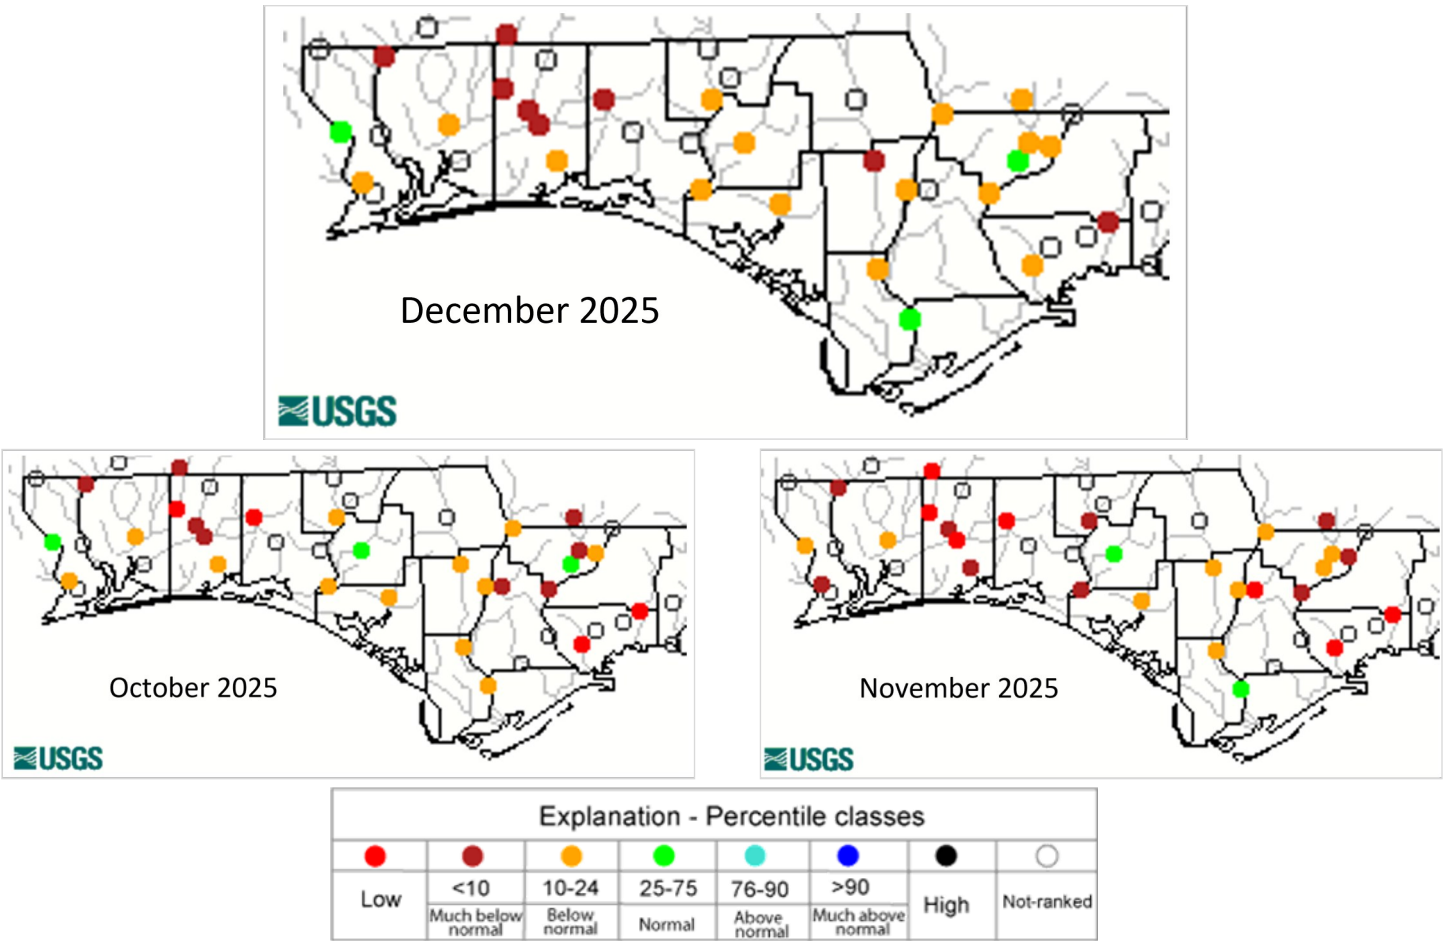 December 2025
USGS
October 2025
USGS
November 2025
USGS
Explanation - Percentile classes
Low
<10
10-24
25-75
76-90
>90
High
Not-ranked
Much below
normal
Below
normal
Normal
Above
normal
Much above
normal